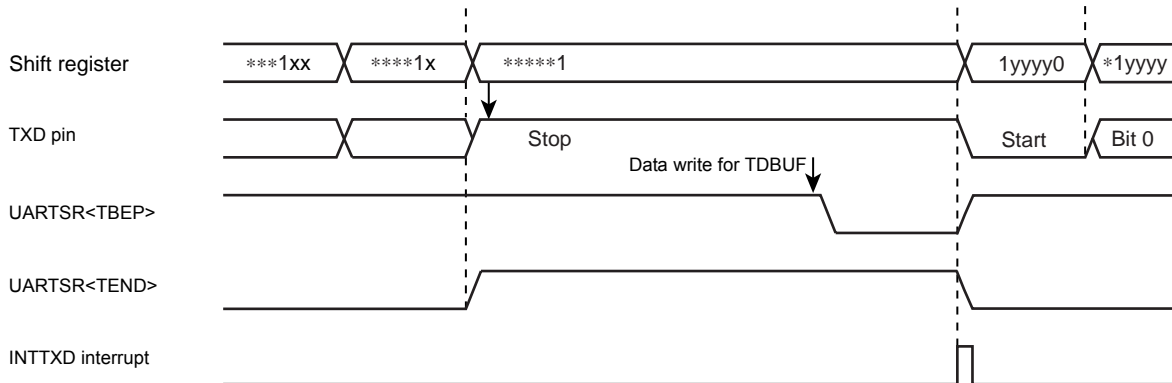 Shift register ***1xx ****1x *****1 1yyyy0 *1yyyy
TXD pin Stop Start Bit 0
Data write for TDBUF
UARTSR<TBEP>
UARTSR<TEND>
INTTXD interrupt